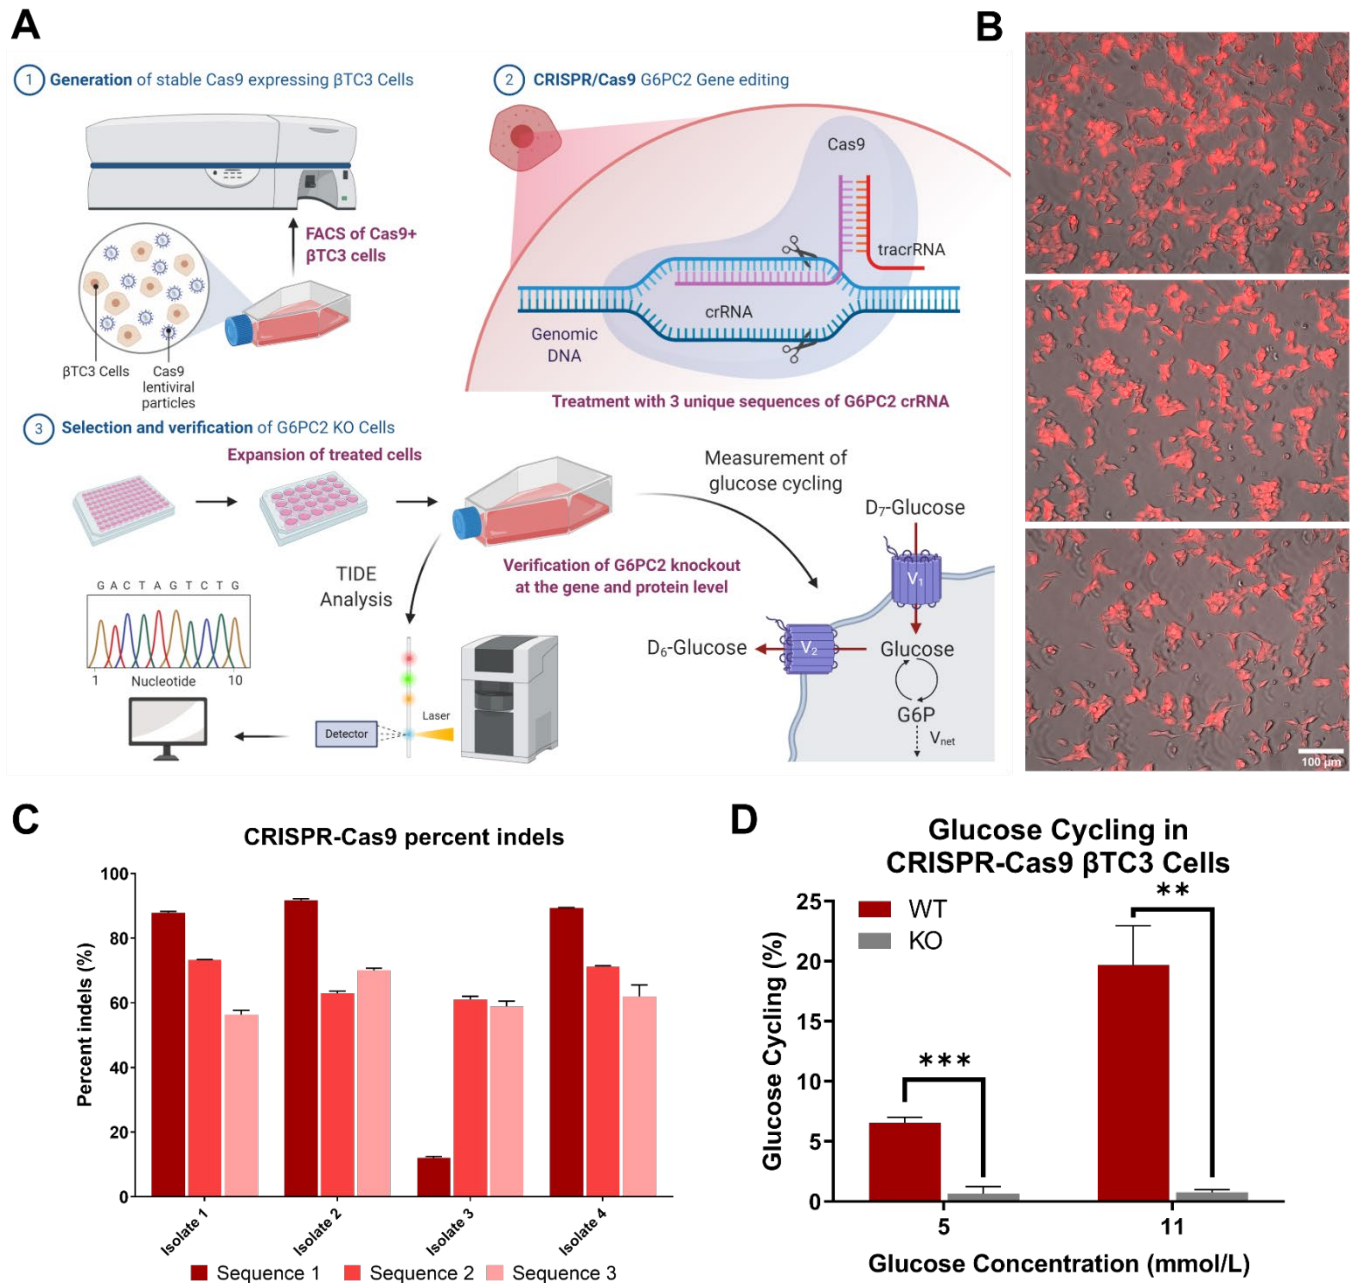 A
B
1 Generation of stable Cas9 expressing βTC3 Cells
FACS of Cas9+
βTC3 cells
βTC3 Cells
Cas9
lentiviral
particles
2 CRISPR/Cas9 G6PC2 Gene editing
Cas9
tracrRNA
crRNA
Genomic
DNA
Treatment with 3 unique sequences of G6PC2 crRNA
3 Selection and verification of G6PC2 KO Cells
Expansion of treated cells
Measurement of
glucose cycling
Verification of G6PC2 knockout
at the gene and protein level
TIDE
Analysis
G A C T A G T C T G
1 Nucleotide 10
Detector
Laser
D₇-Glucose
V₁
D₆-Glucose
V₂
Glucose
G6P
Vnet
100 µm
C
CRISPR-Cas9 percent indels
Percent indels (%)
100
80
60
40
20
0
Isolate 1
Isolate 2
Isolate 3
Isolate 4
Sequence 1 Sequence 2 Sequence 3
D
Glucose Cycling in
CRISPR-Cas9 βTC3 Cells
WT
KO
Glucose Cycling (%)
25
20
15
10
5
0
***
**
5 11
Glucose Concentration (mmol/L)